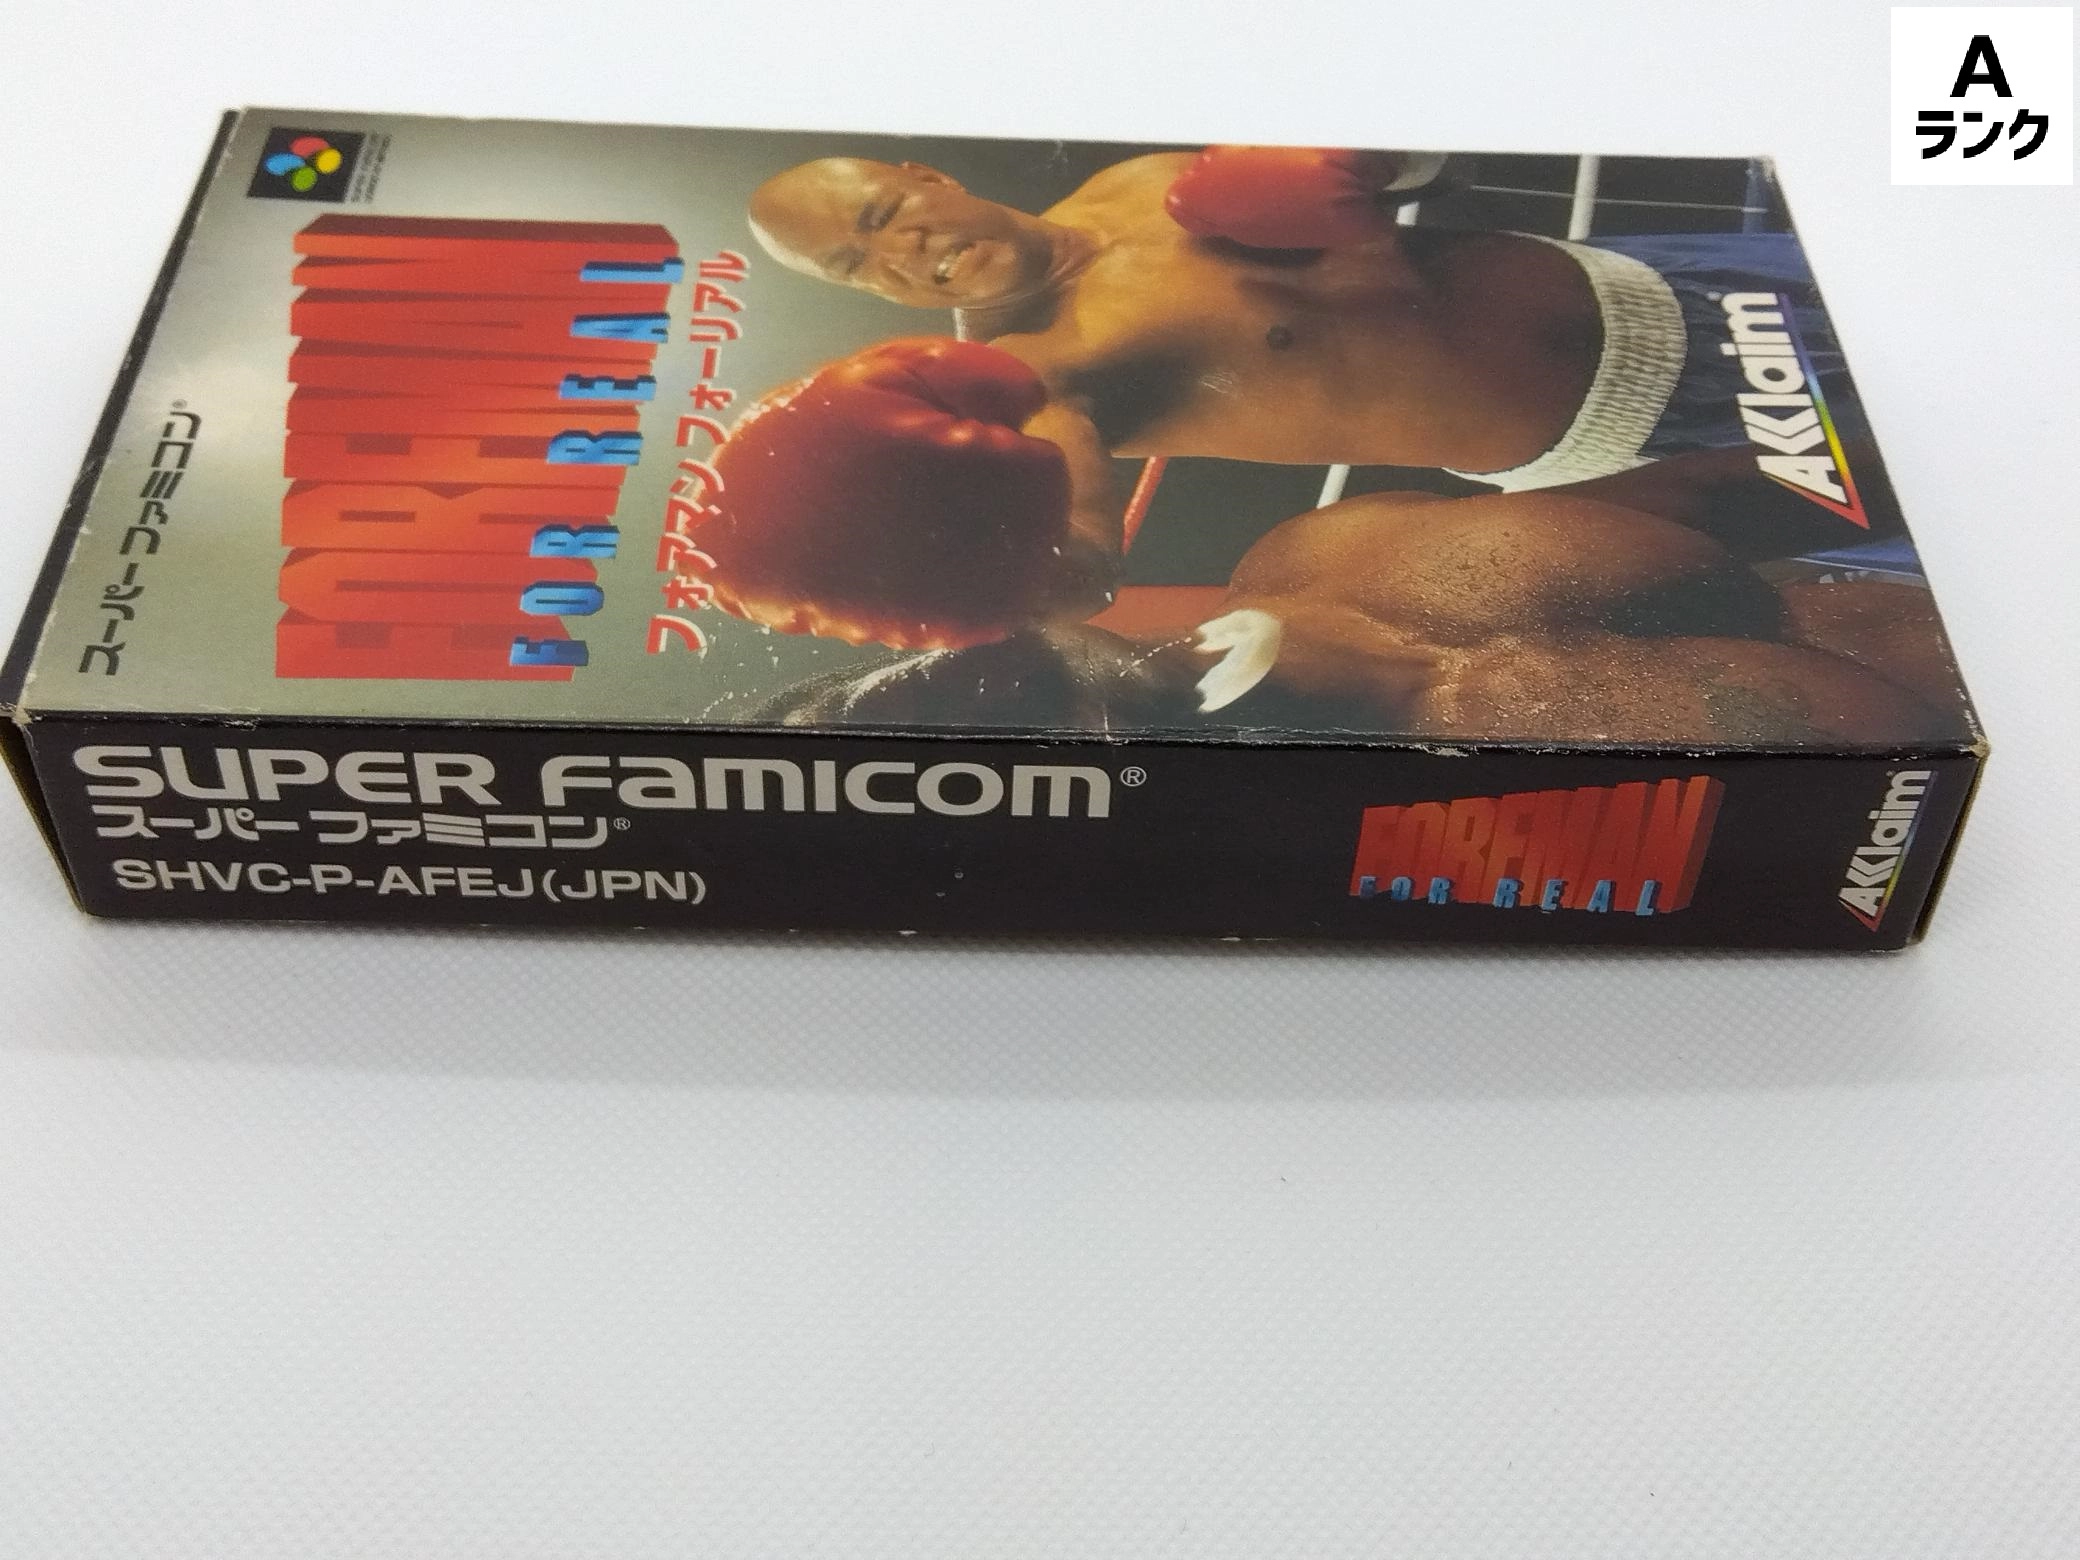 A
ランク
スーパーファミコン®
FOREMAN
FOR REAL
フォアマン フォーリアル
AKKlaim
SUPER FAMICOM®
スーパーファミコン®
SHVC-P-AFEJ(JPN)
FOREMAN
FOR REAL
AKKlaim